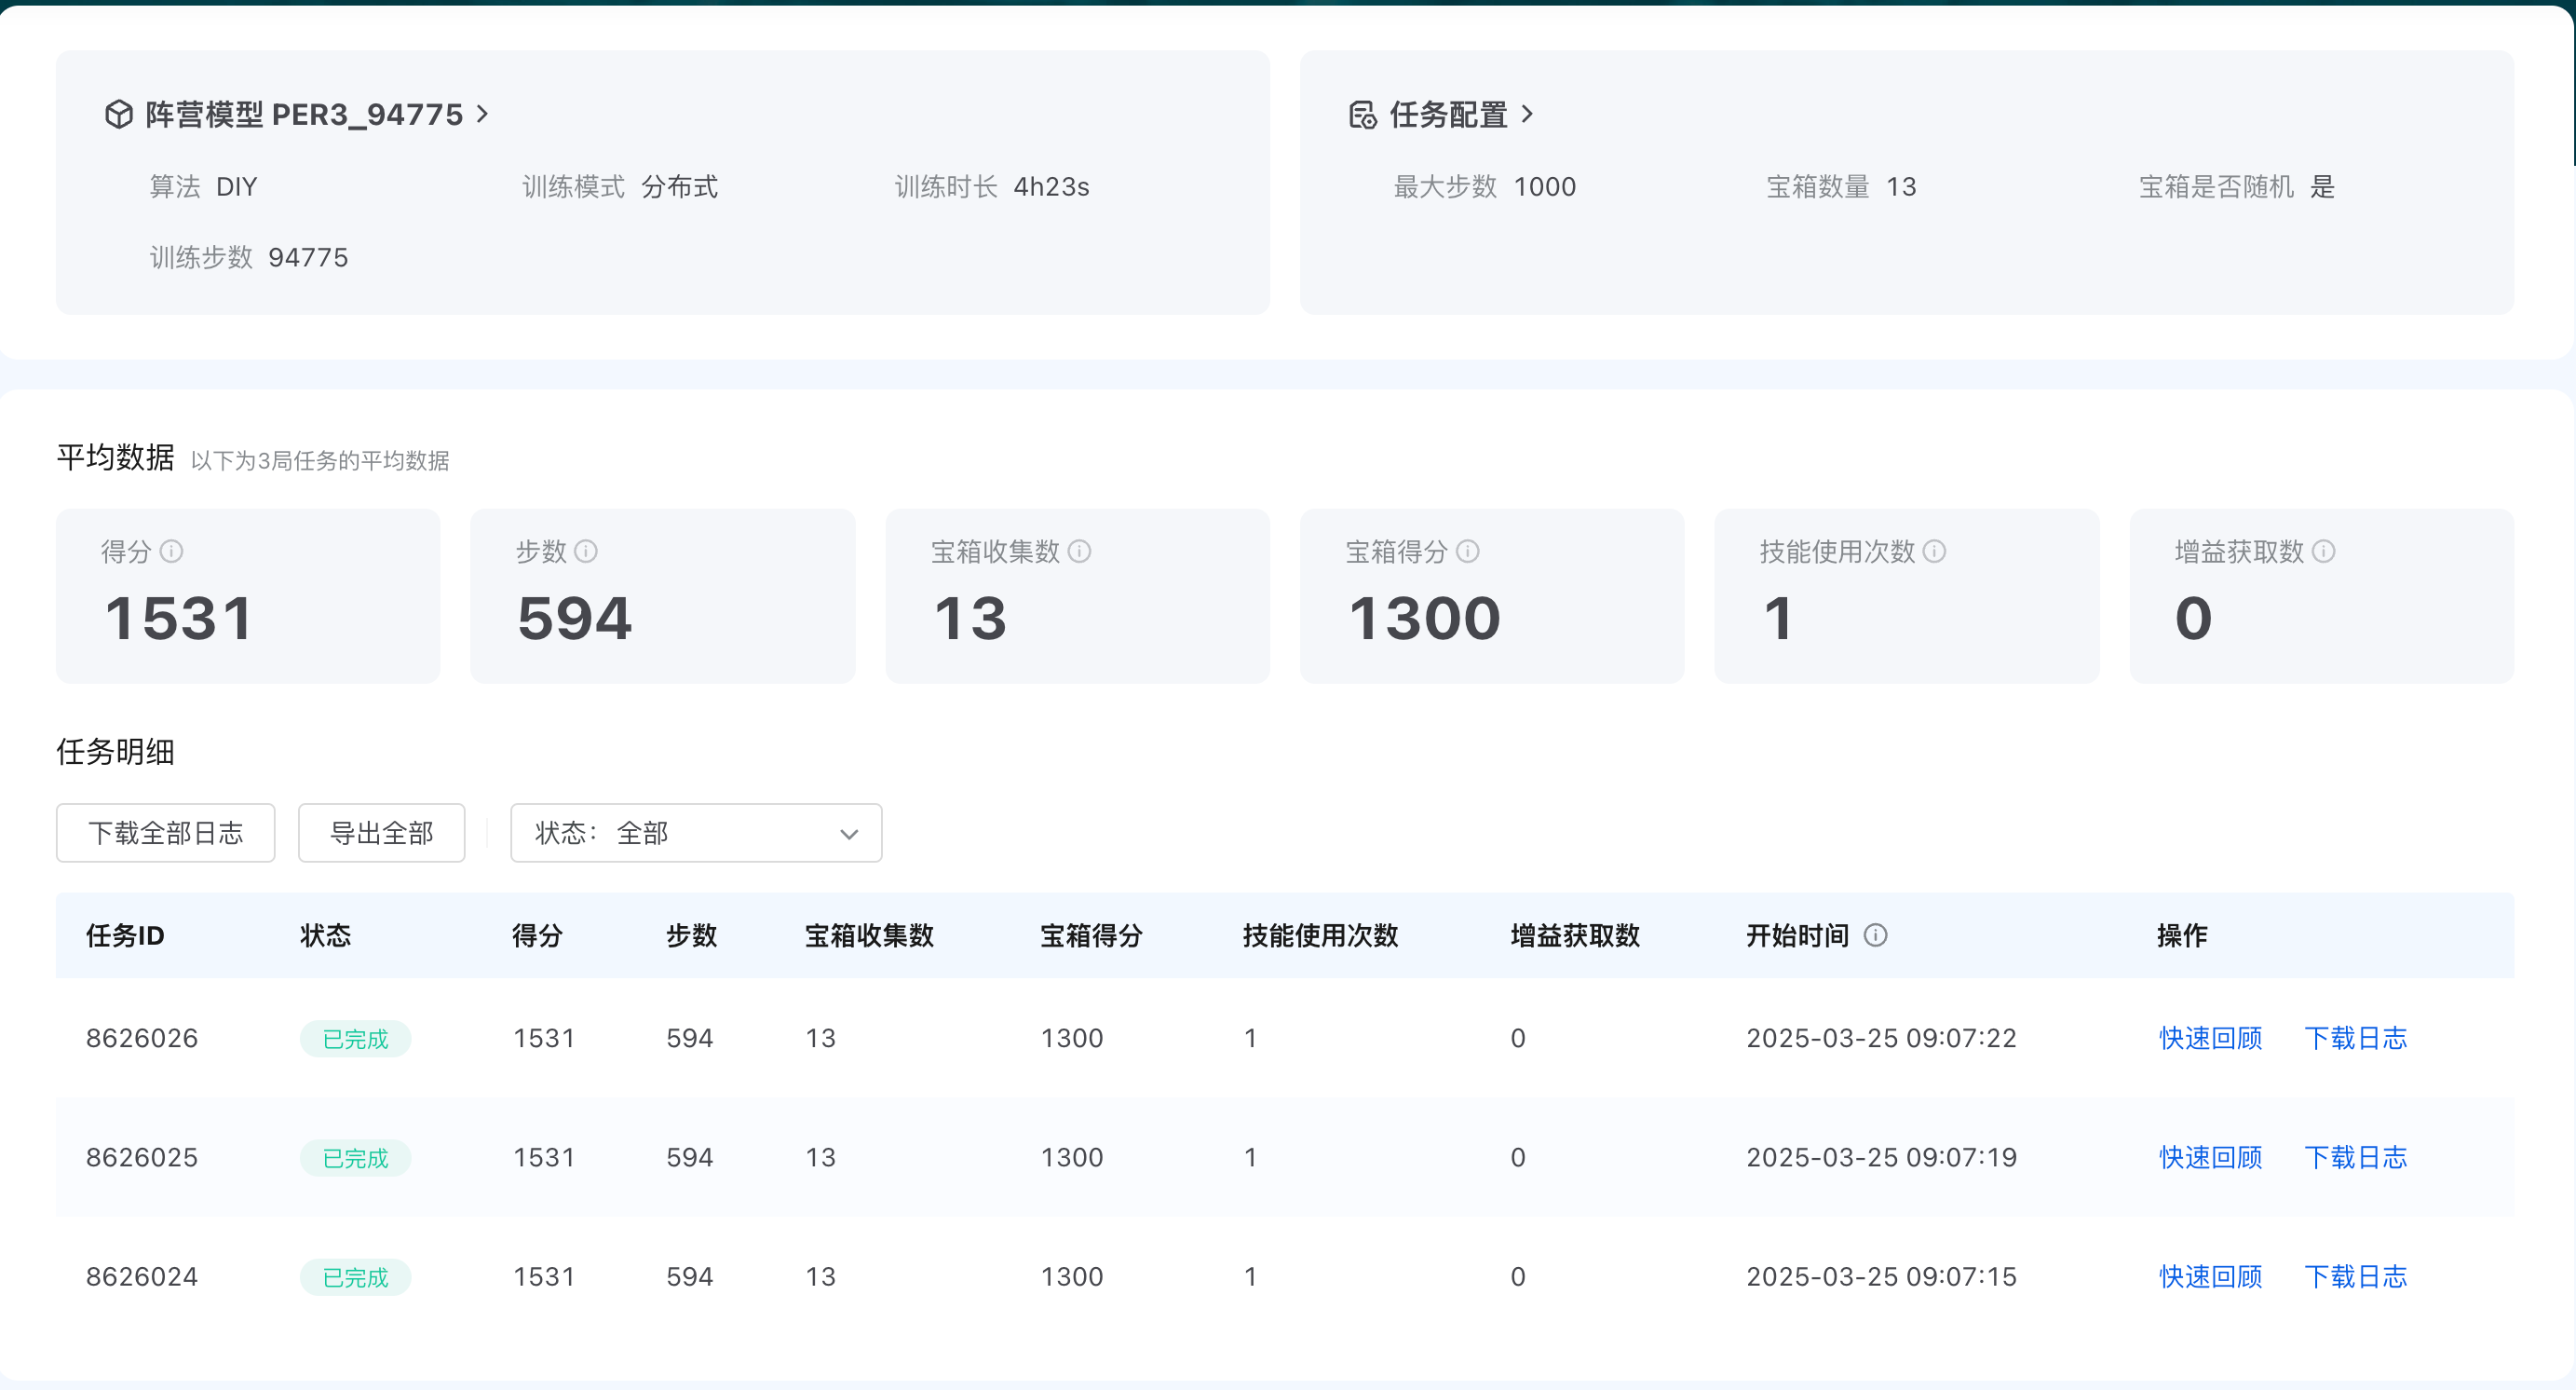 阵营模型 PER3_94775
算法 DIY 训练模式 分布式 训练时长 4h23s
训练步数 94775
任务配置
最大步数 1000 宝箱数量 13 宝箱是否随机 是
平均数据 以下为3局任务的平均数据
得分 步数 宝箱收集数 宝箱得分 技能使用次数 增益获取数
1531 594 13 1300 1 0
任务明细
下载全部日志 导出全部 状态： 全部
任务ID 状态 得分 步数 宝箱收集数 宝箱得分 技能使用次数 增益获取数 开始时间 操作
8626026 已完成 1531 594 13 1300 1 0 2025-03-25 09:07:22 快速回顾 下载日志
8626025 已完成 1531 594 13 1300 1 0 2025-03-25 09:07:19 快速回顾 下载日志
8626024 已完成 1531 594 13 1300 1 0 2025-03-25 09:07:15 快速回顾 下载日志